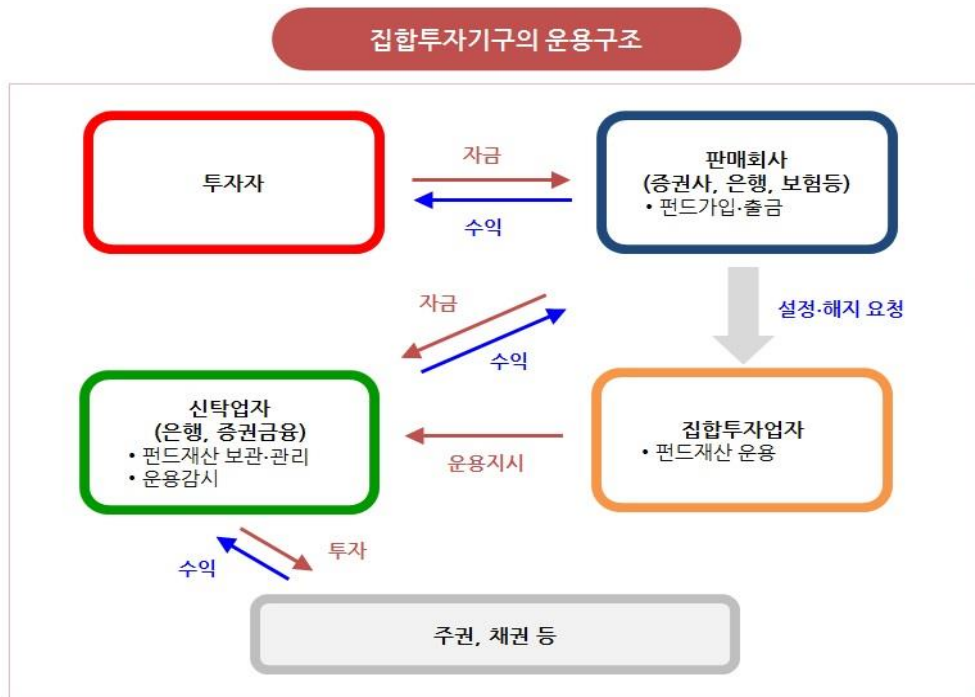 집합투자기구의 운용구조
투자자
자금
수익
판매회사
(증권사, 은행, 보험등)
• 펀드가입·출금
자금
수익
설정·해지 요청
신탁업자
(은행, 증권금융)
• 펀드재산 보관·관리
• 운용감시
운용지시
집합투자업자
• 펀드재산 운용
수익
투자
주권, 채권 등